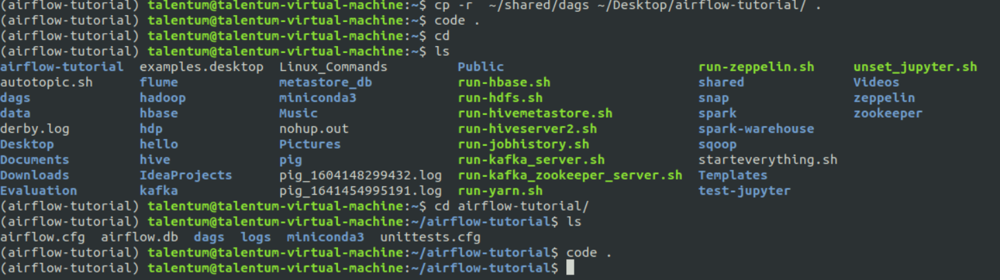 (airflow-tutorial) talentum@talentum-virtual-machine:~$ cp -r  ~/shared/dags ~/Desktop/airflow-tutorial/ .
(airflow-tutorial) talentum@talentum-virtual-machine:~$ code .
(airflow-tutorial) talentum@talentum-virtual-machine:~$ cd
(airflow-tutorial) talentum@talentum-virtual-machine:~$ ls
airflow-tutorial  examples.desktop  Linux_Commands         Public                         run-zeppelin.sh     unset_jupyter.sh
autotopic.sh      flume             metastore_db           run-hbase.sh                   shared              Videos
dags              hadoop            miniconda3             run-hdfs.sh                    snap                zeppelin
data              hbase             Music                  run-hivemetastore.sh           spark               zookeeper
derby.log         hdp               nohup.out              run-hiveserver2.sh             spark-warehouse
Desktop           hello             Pictures               run-jobhistory.sh              sqoop
Documents         hive              pig                    run-kafka_server.sh            starteverything.sh
Downloads         IdeaProjects      pig_1604148299432.log  run-kafka_zookeeper_server.sh  Templates
Evaluation        kafka             pig_1641454995191.log  run-yarn.sh                    test-jupyter
(airflow-tutorial) talentum@talentum-virtual-machine:~$ cd airflow-tutorial/
(airflow-tutorial) talentum@talentum-virtual-machine:~/airflow-tutorial$ ls
airflow.cfg  airflow.db  dags  logs  miniconda3  unittests.cfg
(airflow-tutorial) talentum@talentum-virtual-machine:~/airflow-tutorial$ code .
(airflow-tutorial) talentum@talentum-virtual-machine:~/airflow-tutorial$